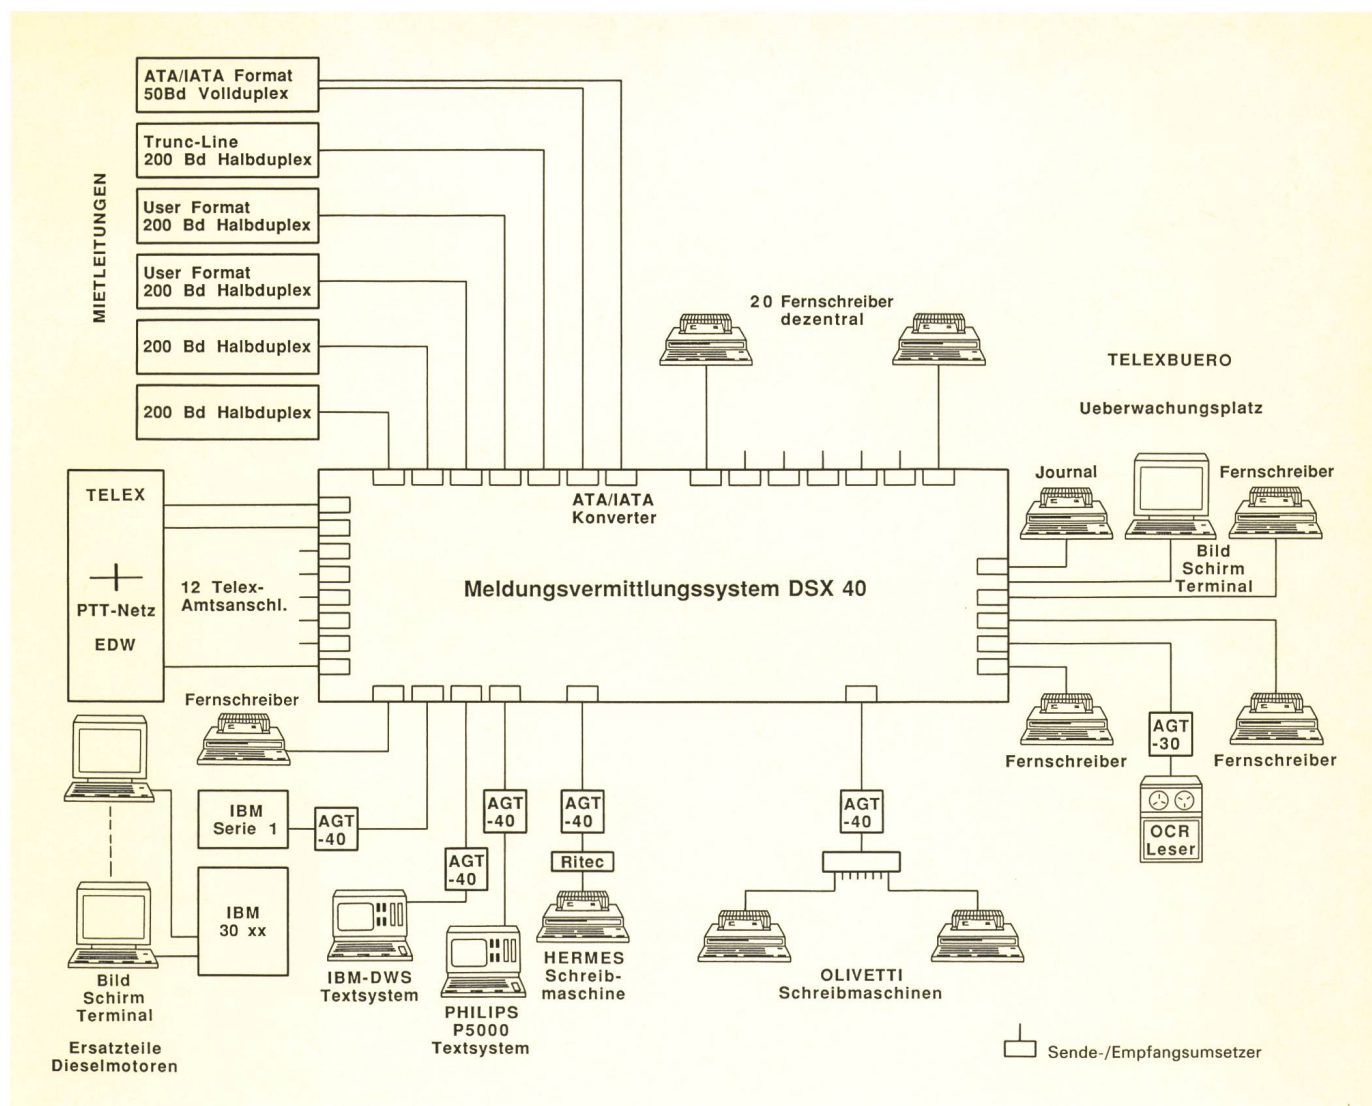 MIETLEITUNGEN
ATA/IATA Format
50Bd Vollduplex
Trunc-Line
200 Bd Halbduplex
User Format
200 Bd Halbduplex
User Format
200 Bd Halbduplex
200 Bd Halbduplex
200 Bd Halbduplex
20 Fernschreiber
dezentral
TELEXBUERO
Ueberwachungsplatz
Journal
Fernschreiber
Bild
Schirm
Terminal
TELEX
PTT-Netz
EDW
12 Telex-
Amtsanschl.
ATA/IATA
Konverter
Meldungsvermittlungssystem DSX 40
Fernschreiber
IBM
Serie 1
AGT
-40
AGT
-40
AGT
-40
AGT
-40
Ritec
AGT
-40
Fernschreiber
AGT
-30
Fernschreiber
OCR
Leser
IBM
30 xx
Bild
Schirm
Terminal
Ersatzteile
Dieselmotoren
IBM-DWS
Textsystem
PHILIPS
P5000
Textsystem
HERMES
Schreib-
maschine
OLIVETTI
Schreibmaschinen
Sende-/Empfangsumsetzer